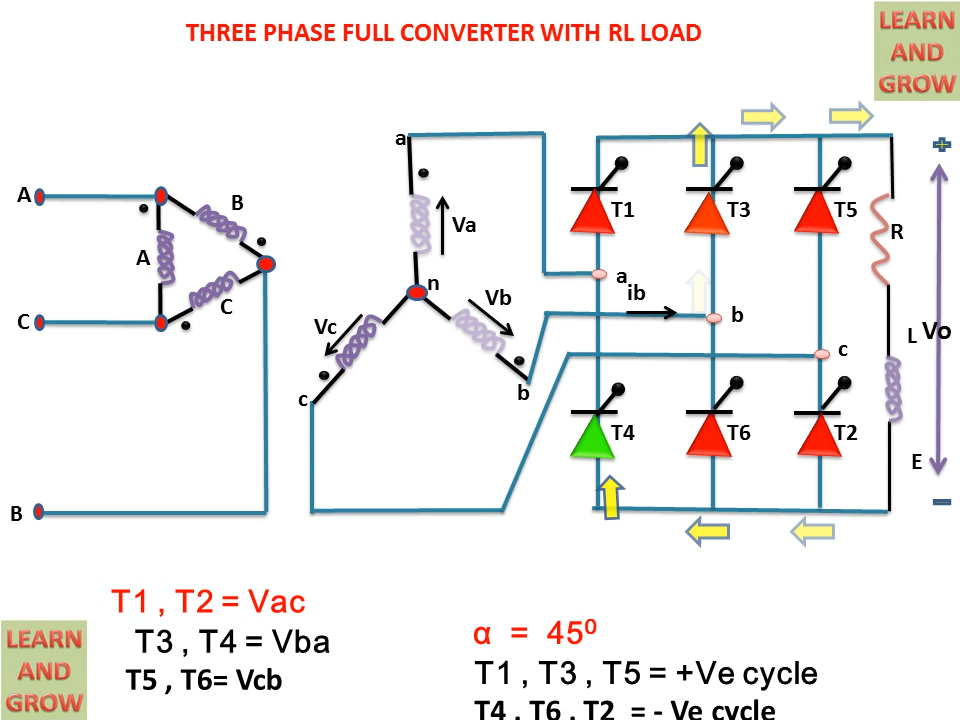 THREE PHASE FULL CONVERTER WITH RL LOAD
LEARN
AND
GROW
a
A
B
Va
T1
T3
T5
R
A
n
a
ib
Vb
C
b
C
Vc
L
Vo
c
c
b
T4
T6
T2
E
B
T1 , T2 = Vac
T3 , T4 = Vba
T5 , T6= Vcb
α = 45⁰
T1 , T3 , T5 = +Ve cycle
T4 , T6 , T2 = - Ve cycle
LEARN
AND
GROW